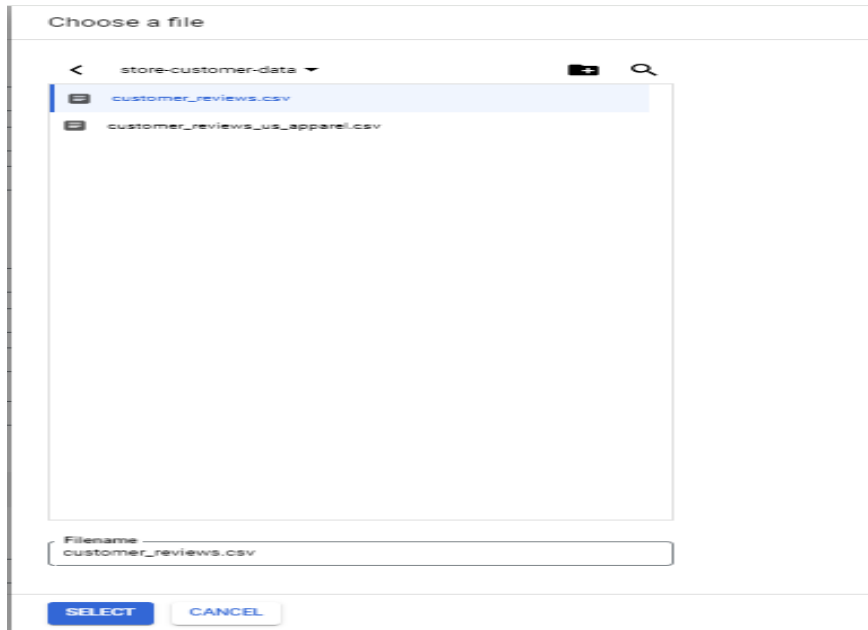 Choose a file
store-customer-data
customer_reviews.csv
customer_reviews_us_apparel.csv
Filename
customer_reviews.csv
SELECT CANCEL